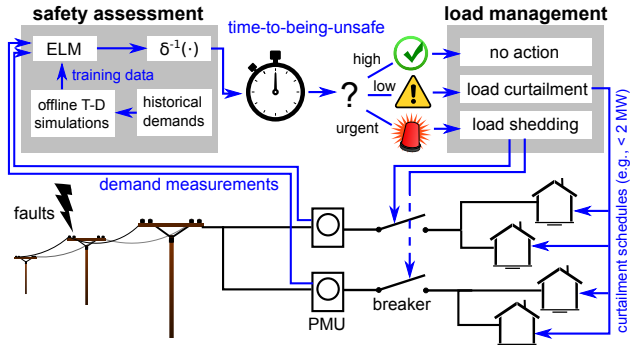 safety assessment
time-to-being-unsafe
load management
ELM
δ⁻¹(·)
training data
offline T-D
simulations
historical
demands
?
high
low
urgent
no action
load curtailment
load shedding
demand measurements
faults
PMU
breaker
curtailment schedules (e.g., < 2 MW)